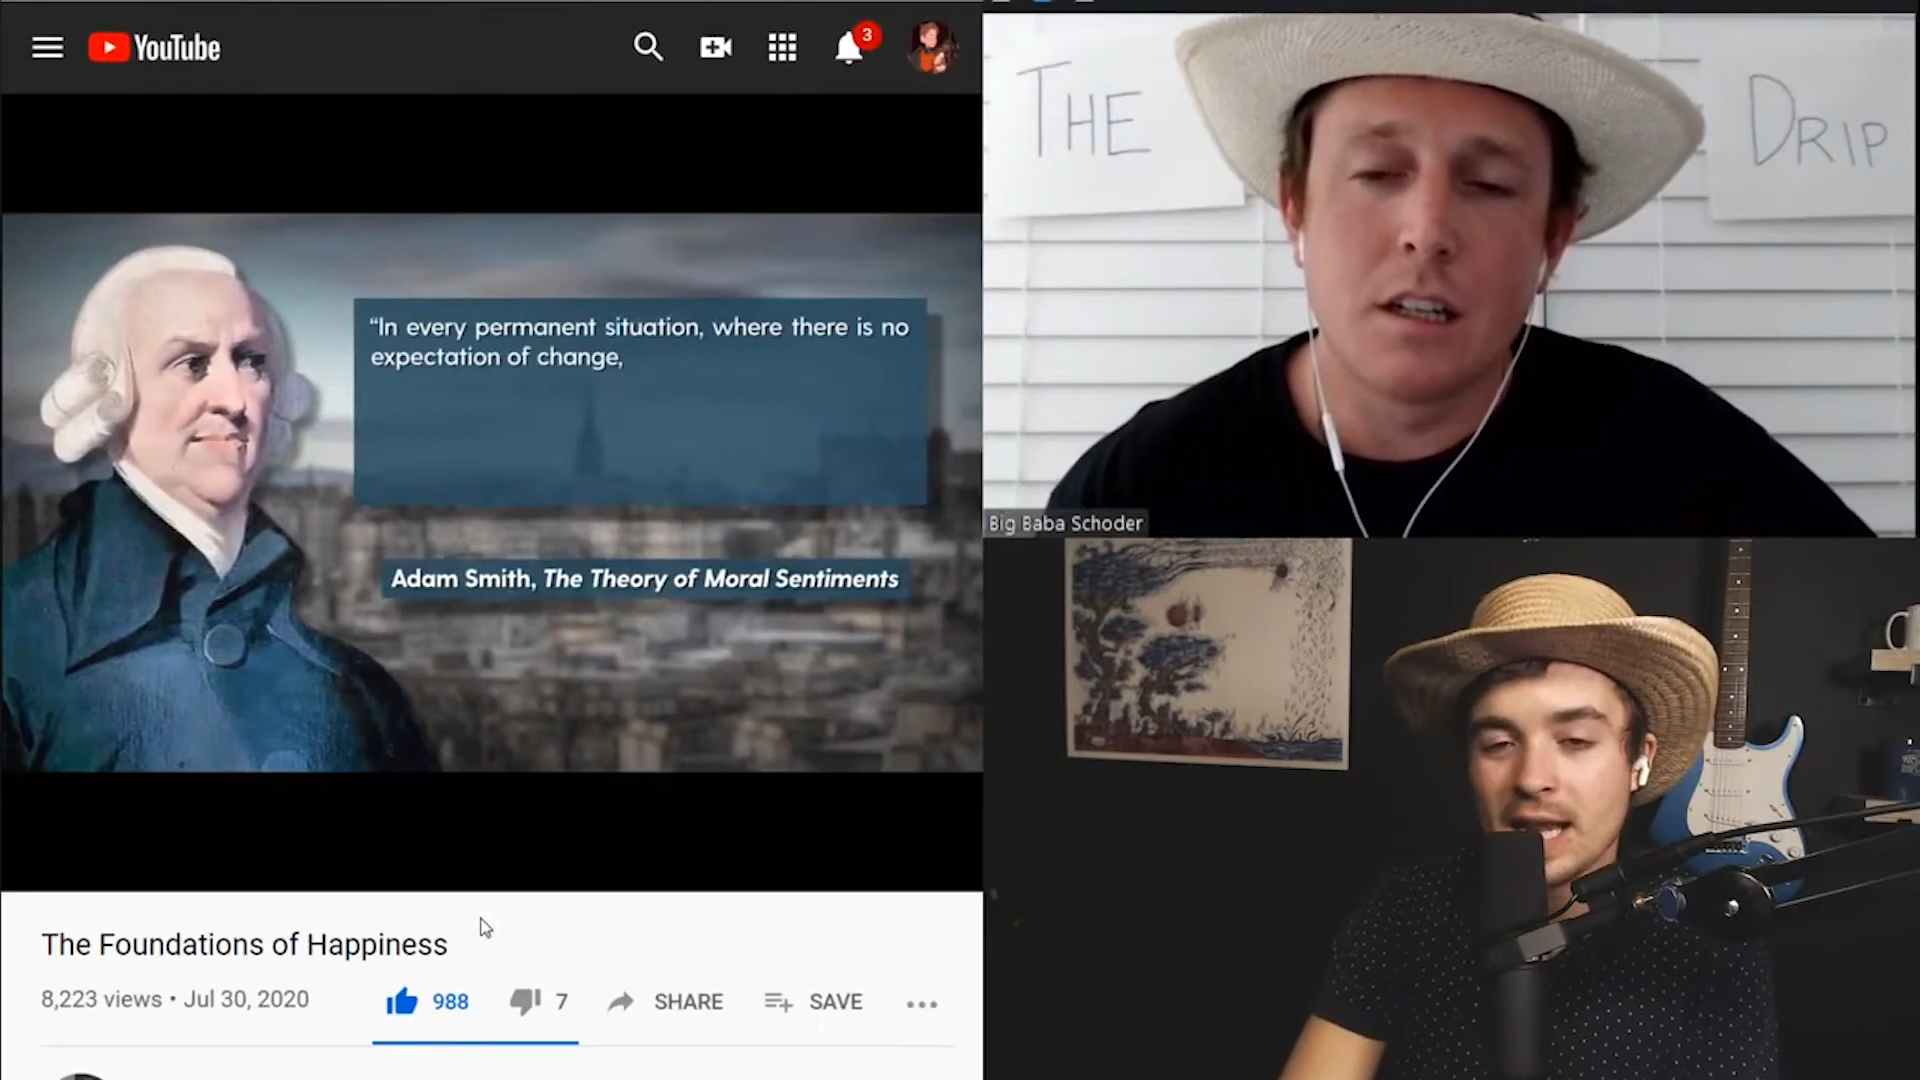 YouTube
3
“In every permanent situation, where there is no
expectation of change,
Adam Smith, The Theory of Moral Sentiments
The Foundations of Happiness
8,223 views • Jul 30, 2020
988
7
SHARE
SAVE
THE
DRIP
Big Baba Schoder